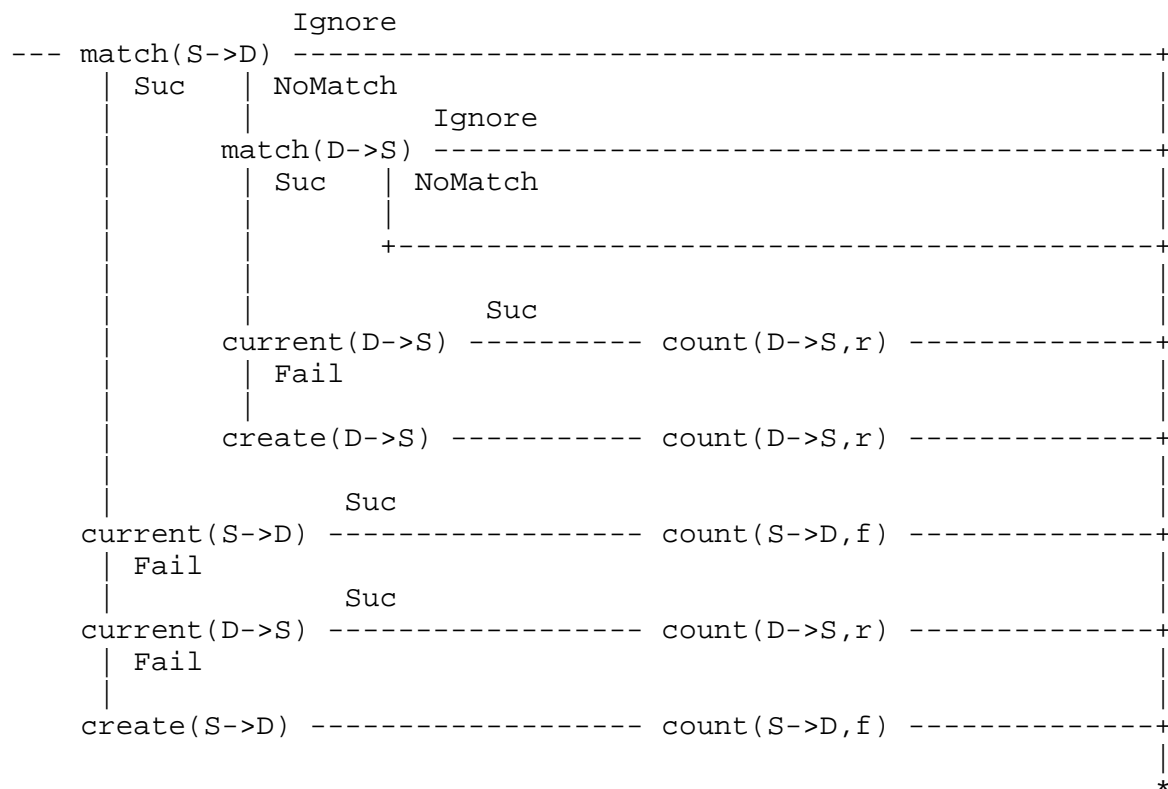 Ignore
--- match(S->D) -------------------------------------------------+
| Suc | NoMatch |
| | Ignore |
| match(D->S) -----------------------------------------+
| | Suc | NoMatch |
| | | |
| | +-------------------------------------------+
| | |
| | Suc |
| current(D->S) ---------- count(D->S,r) --------------+
| | Fail |
| | |
| create(D->S) ----------- count(D->S,r) --------------+
| |
| Suc |
current(S->D) ------------------ count(S->D,f) --------------+
| Fail |
| Suc |
current(D->S) ------------------ count(D->S,r) --------------+
| Fail |
| |
create(S->D) ------------------- count(S->D,f) --------------+
|
*